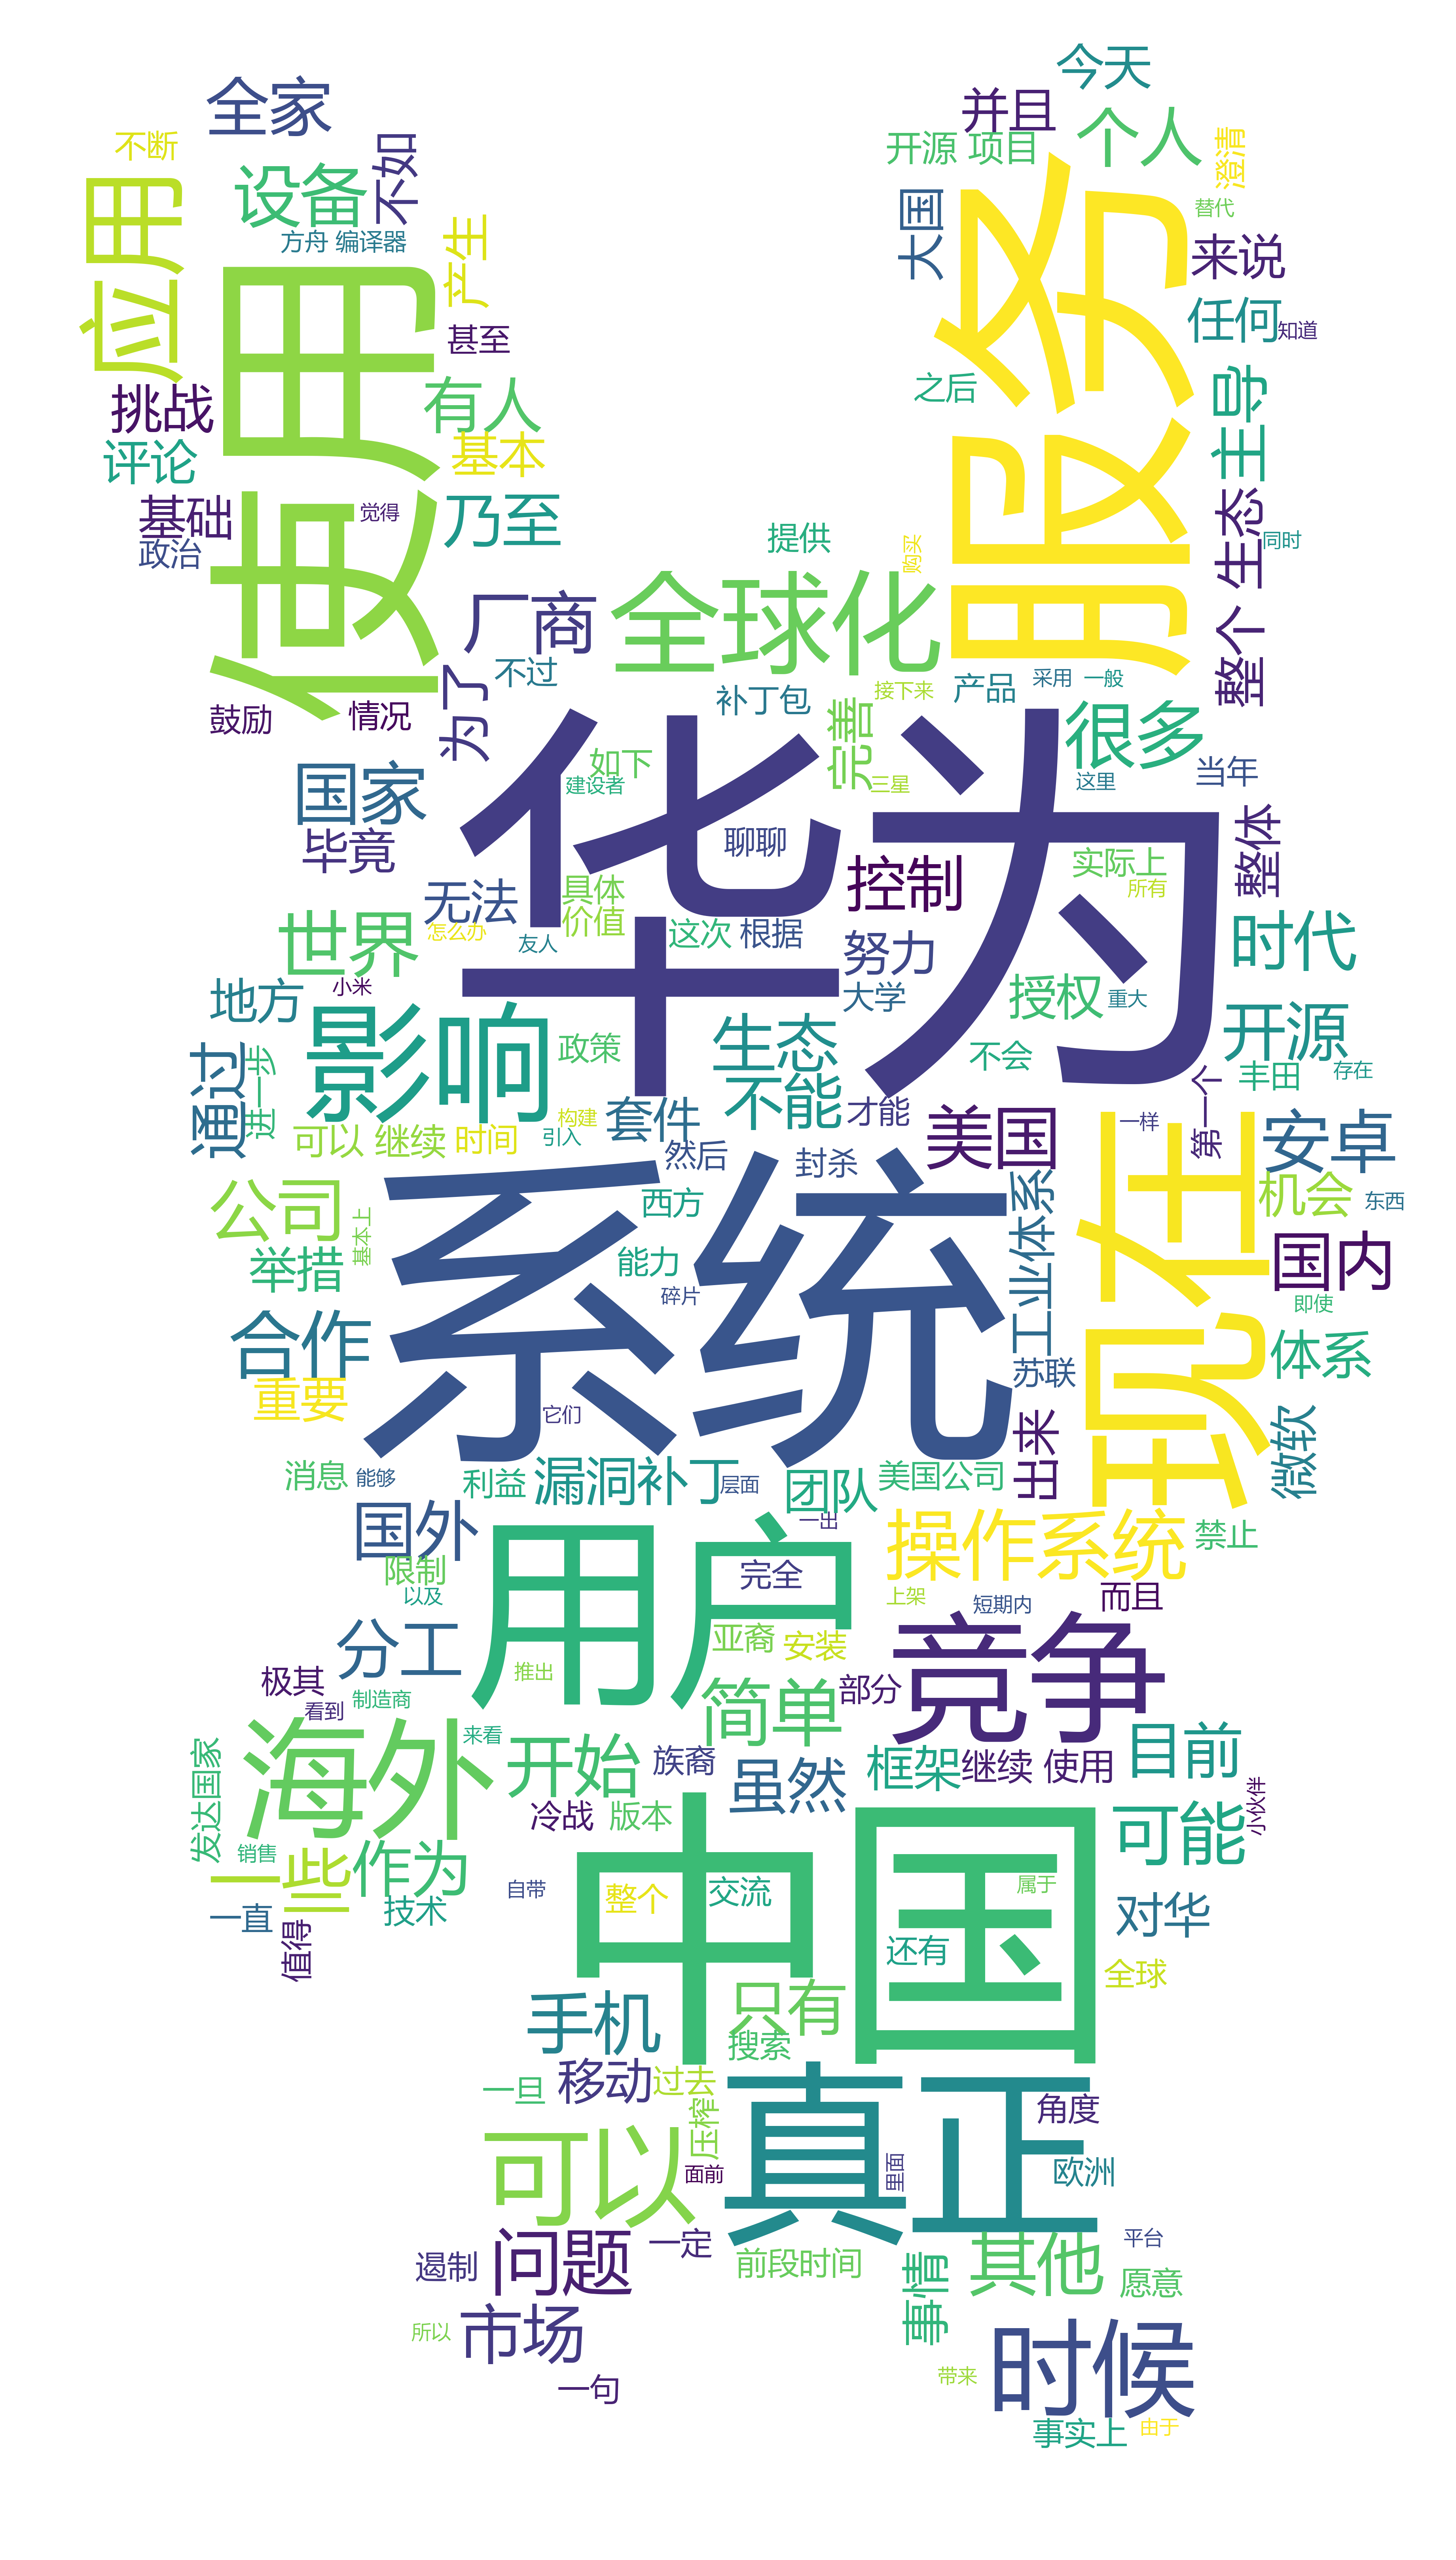 今天
全家
并且
个人
不断
不如
开源 项目
澄清
设备
应用
服务
大国
替代
产生
方舟 编译器
来说
使用
任何
知道
甚至
主导
挑战
有人
之后
评论
基本
基础
乃至
觉得
生态
政治
提供
购买
同时
全球化
厂商
整个
为了
不过
采用
一般
接下来
产品
鼓励
情况
补丁包
完善
很多
华为
如下
国家
建设者
三星
这里
当年
毕竟
聊聊
整体
控制
实际上
无法
具体
所有
世界
价值
怎么办
友人
这次
根据
努力
时代
小米
地方
大学
授权
重大
影响
生态
开源
通过
进一步
政策
不能
不会
第一个
丰田
存在
套件
构建
才能
美国
现在
一样
可以 继续
时间
引入
安卓
然后
封杀
系统
工业体系
公司
西方
机会
东西
基本上
举措
能力
国内
碎片
即使
合作
体系
苏联
重要
它们
出来
微软
消息
能够
利益
漏洞补丁
层面
团队
美国公司
国外
用户
一出
操作系统
禁止
限制
完全
以及
上架
短期内
而且
分工
亚裔
安装
竞争
极其
推出
看到
制造商
简单
部分
海外
来看
开始
族裔
虽然
框架
继续 使用
目前
发达国家
小伙伴
冷战
版本
中国
可能
销售
一些
作为
自带
整个
交流
属于
一直
技术
对华
值得
还有
全球
手机
只有
搜索
移动
过去
真正
一旦
压榨
角度
可以
面前
里面
欧洲
问题
一定
遏制
前段时间
事情
其他
平台
愿意
市场
所以
时候
一句
带来
事实上
由于